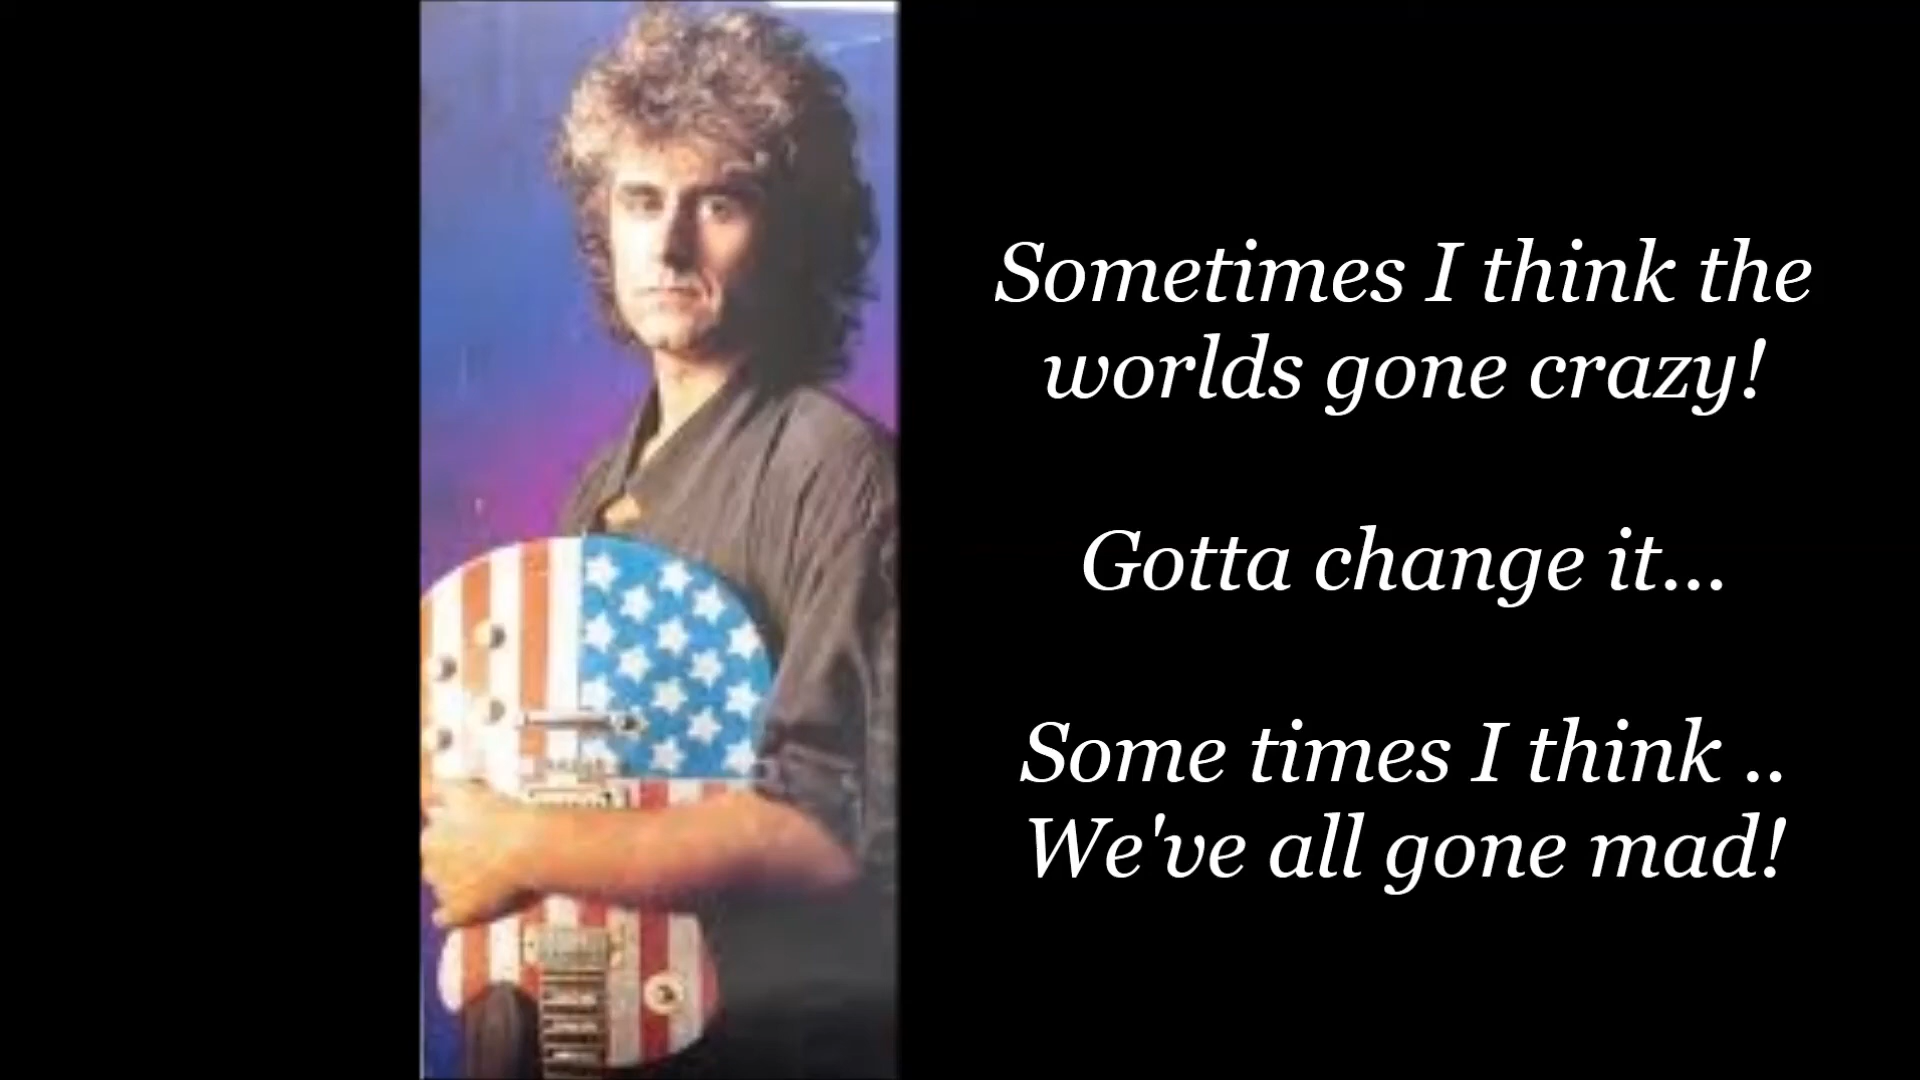 Sometimes I think the
worlds gone crazy!
Gotta change it...
Some times I think ..
We've all gone mad!